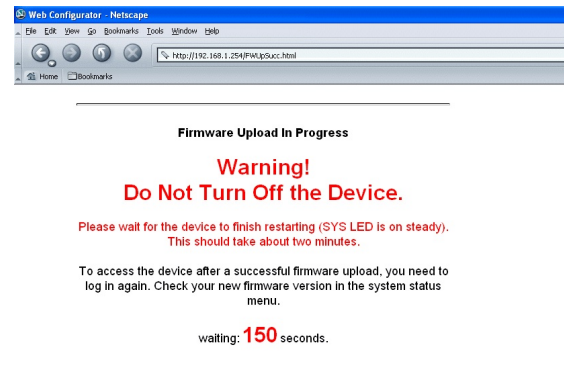 Web Configurator - Netscape
File Edit View Go Bookmarks Tools Window Help
http://192.168.1.254/FWUpSucc.html
Home Bookmarks
Firmware Upload In Progress
Warning!
Do Not Turn Off the Device.
Please wait for the device to finish restarting (SYS LED is on steady).
This should take about two minutes.
To access the device after a successful firmware upload, you need to
log in again. Check your new firmware version in the system status
menu.
waiting: 150 seconds.